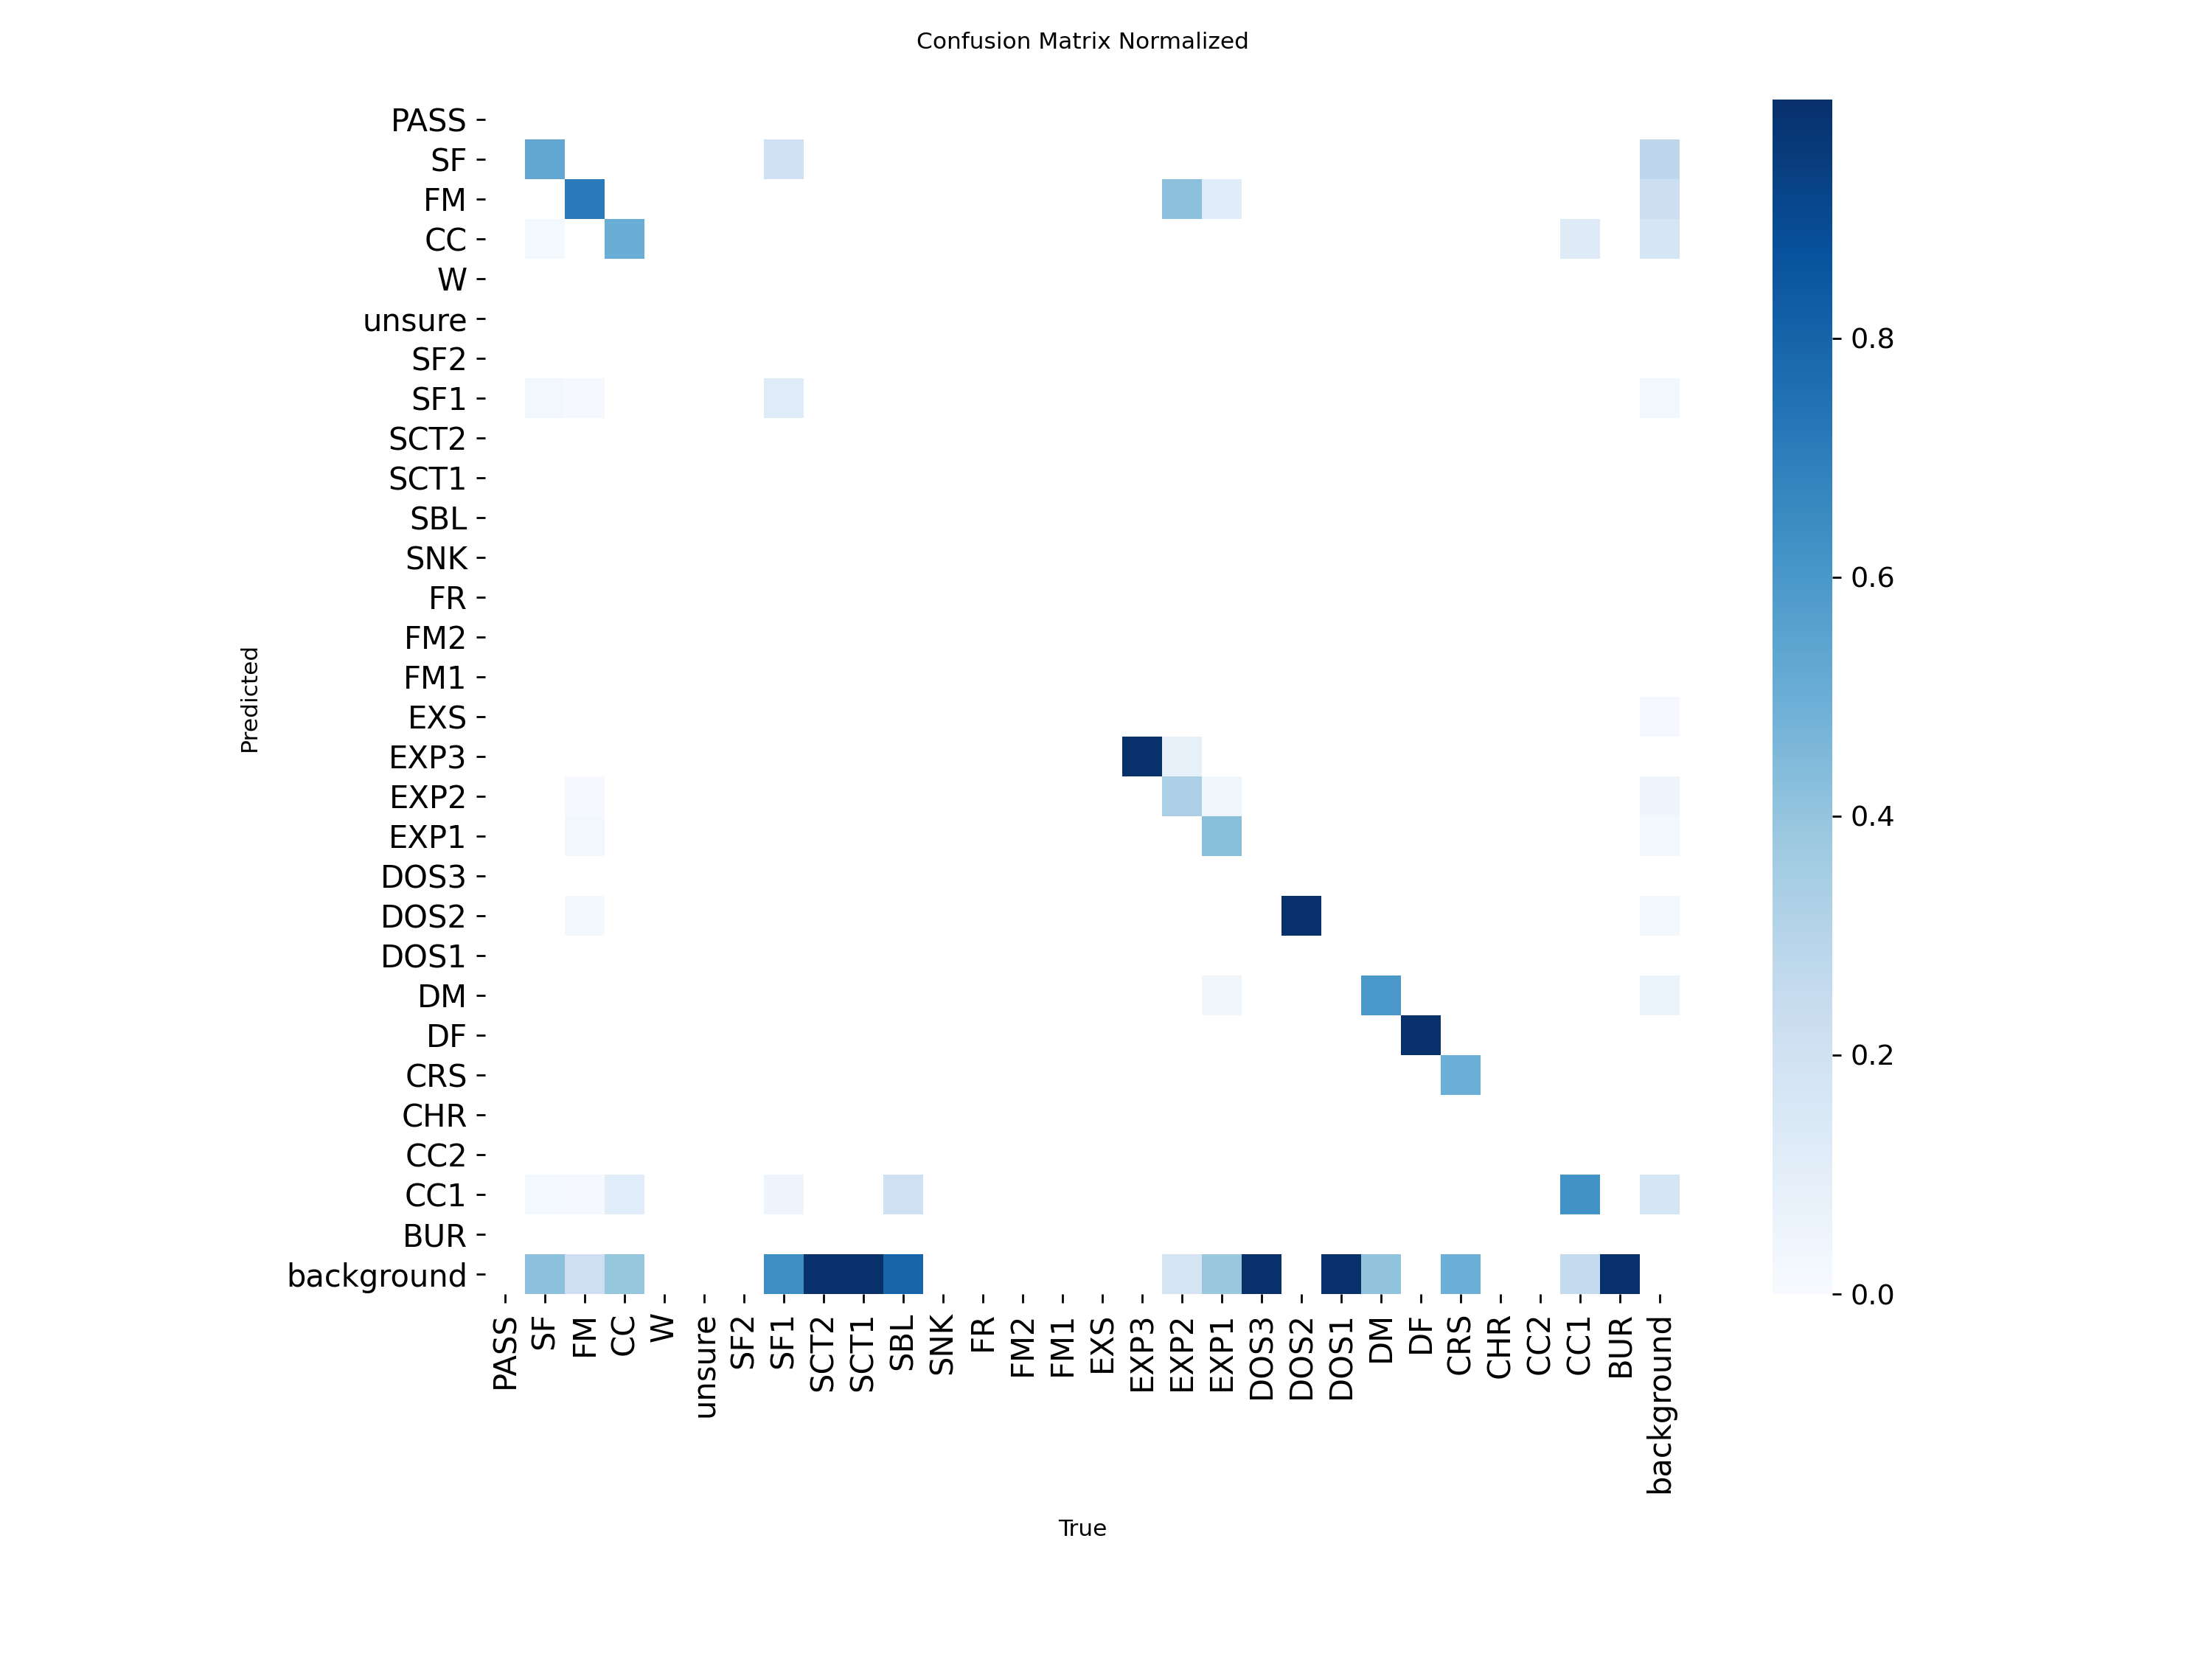 Confusion Matrix Normalized
PASS
SF
FM
CC
W
unsure
SF2
SF1
SCT2
SCT1
SBL
SNK
FR
FM2
FM1
EXS
EXP3
EXP2
EXP1
DOS3
DOS2
DOS1
DM
DF
CRS
CHR
CC2
CC1
BUR
background
Predicted
PASS
SF
FM
CC
W
unsure
SF2
SF1
SCT2
SCT1
SBL
SNK
FR
FM2
FM1
EXS
EXP3
EXP2
EXP1
DOS3
DOS2
DOS1
DM
DF
CRS
CHR
CC2
CC1
BUR
background
True
0.8
0.6
0.4
0.2
0.0